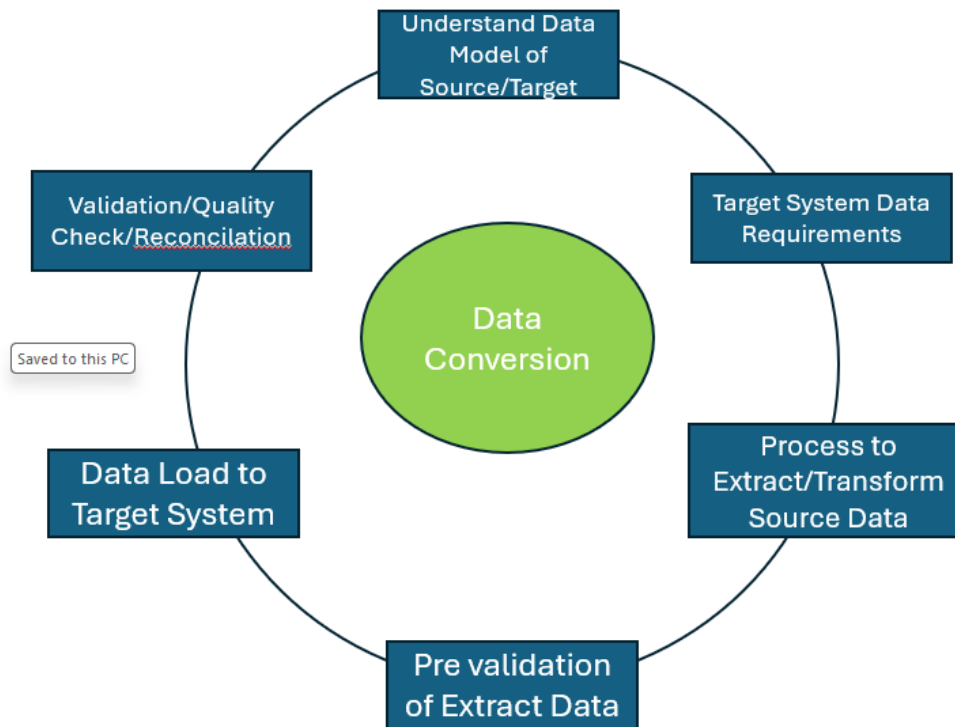 Understand Data
Model of
Source/Target
Validation/Quality
Check/Reconcilation
Target System Data
Requirements
Data
Conversion
Saved to this PC
Data Load to
Target System
Process to
Extract/Transform
Source Data
Pre validation
of Extract Data